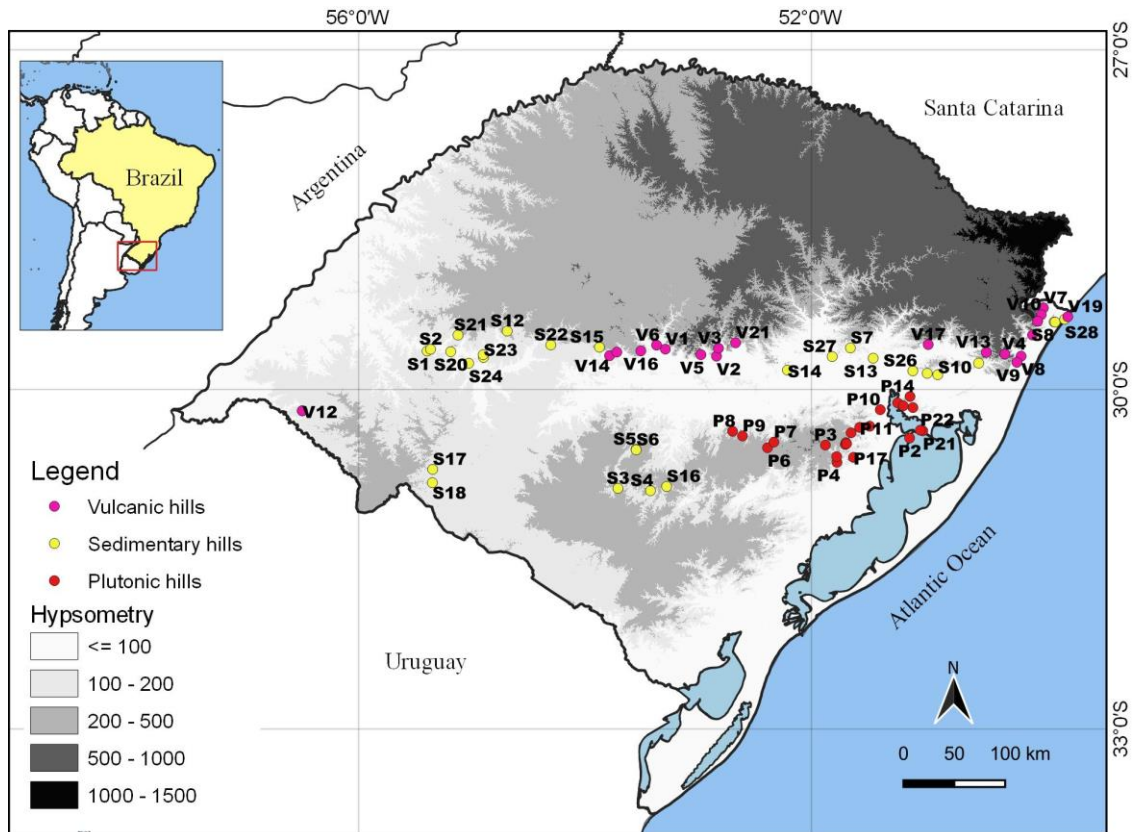 56°0'W
52°0'W
27°0'S
Santa Catarina
Argentina
Brazil
S21
S12
S2
S22
S15
V6
V1
V3
V21
S7
V17
V13
V4
V10
V7
V19
S8
S28
S1
S20
S23
S24
V14
V16
V5
V2
S14
S27
S13
S26
S10
V9
V8
30°0'S
V12
P14
P10
P8
P9
P7
P6
P3
P11
P4
P17
P2
P22
P21
S5S6
S17
S18
S3
S4
S16
Legend
Vulcanic hills
Sedimentary hills
Plutonic hills
Hypsometry
<= 100
100 - 200
200 - 500
500 - 1000
1000 - 1500
Uruguay
Atlantic Ocean
N
0 50 100 km
33°0'S